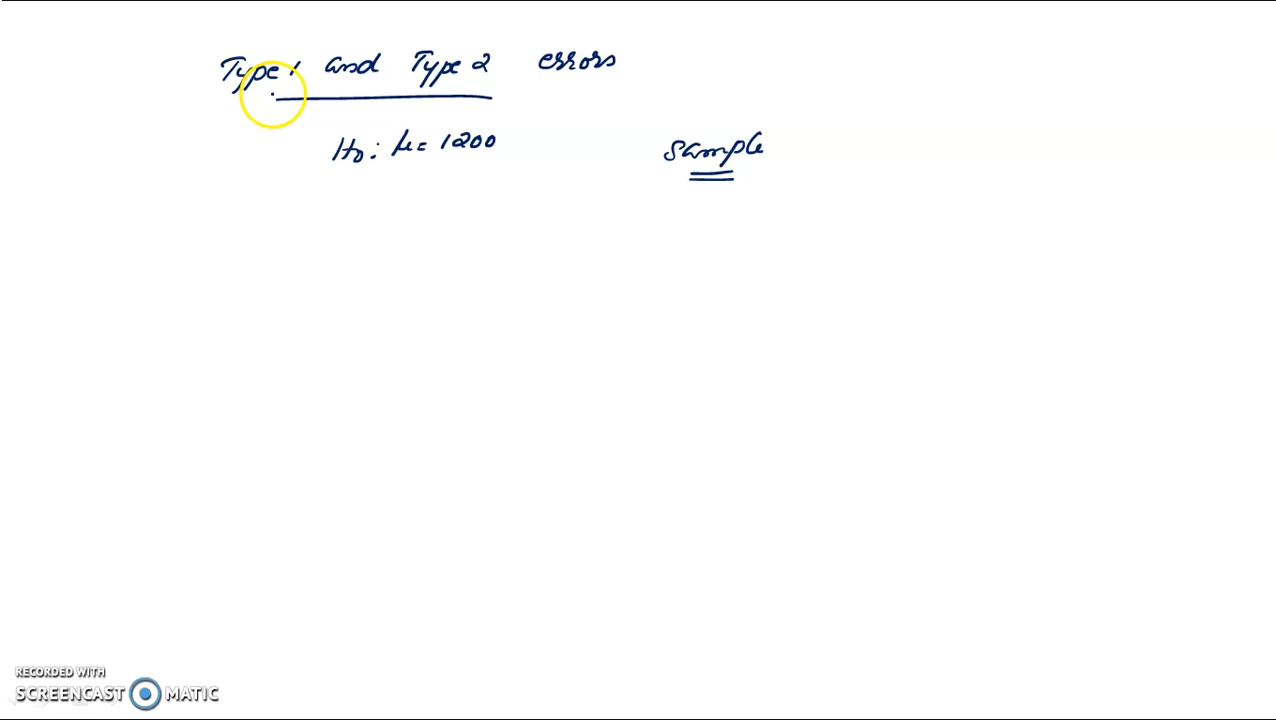 Type 1 and Type 2 errors
H0: μ = 1200 sample
RECORDED WITH
SCREENCAST MATIC